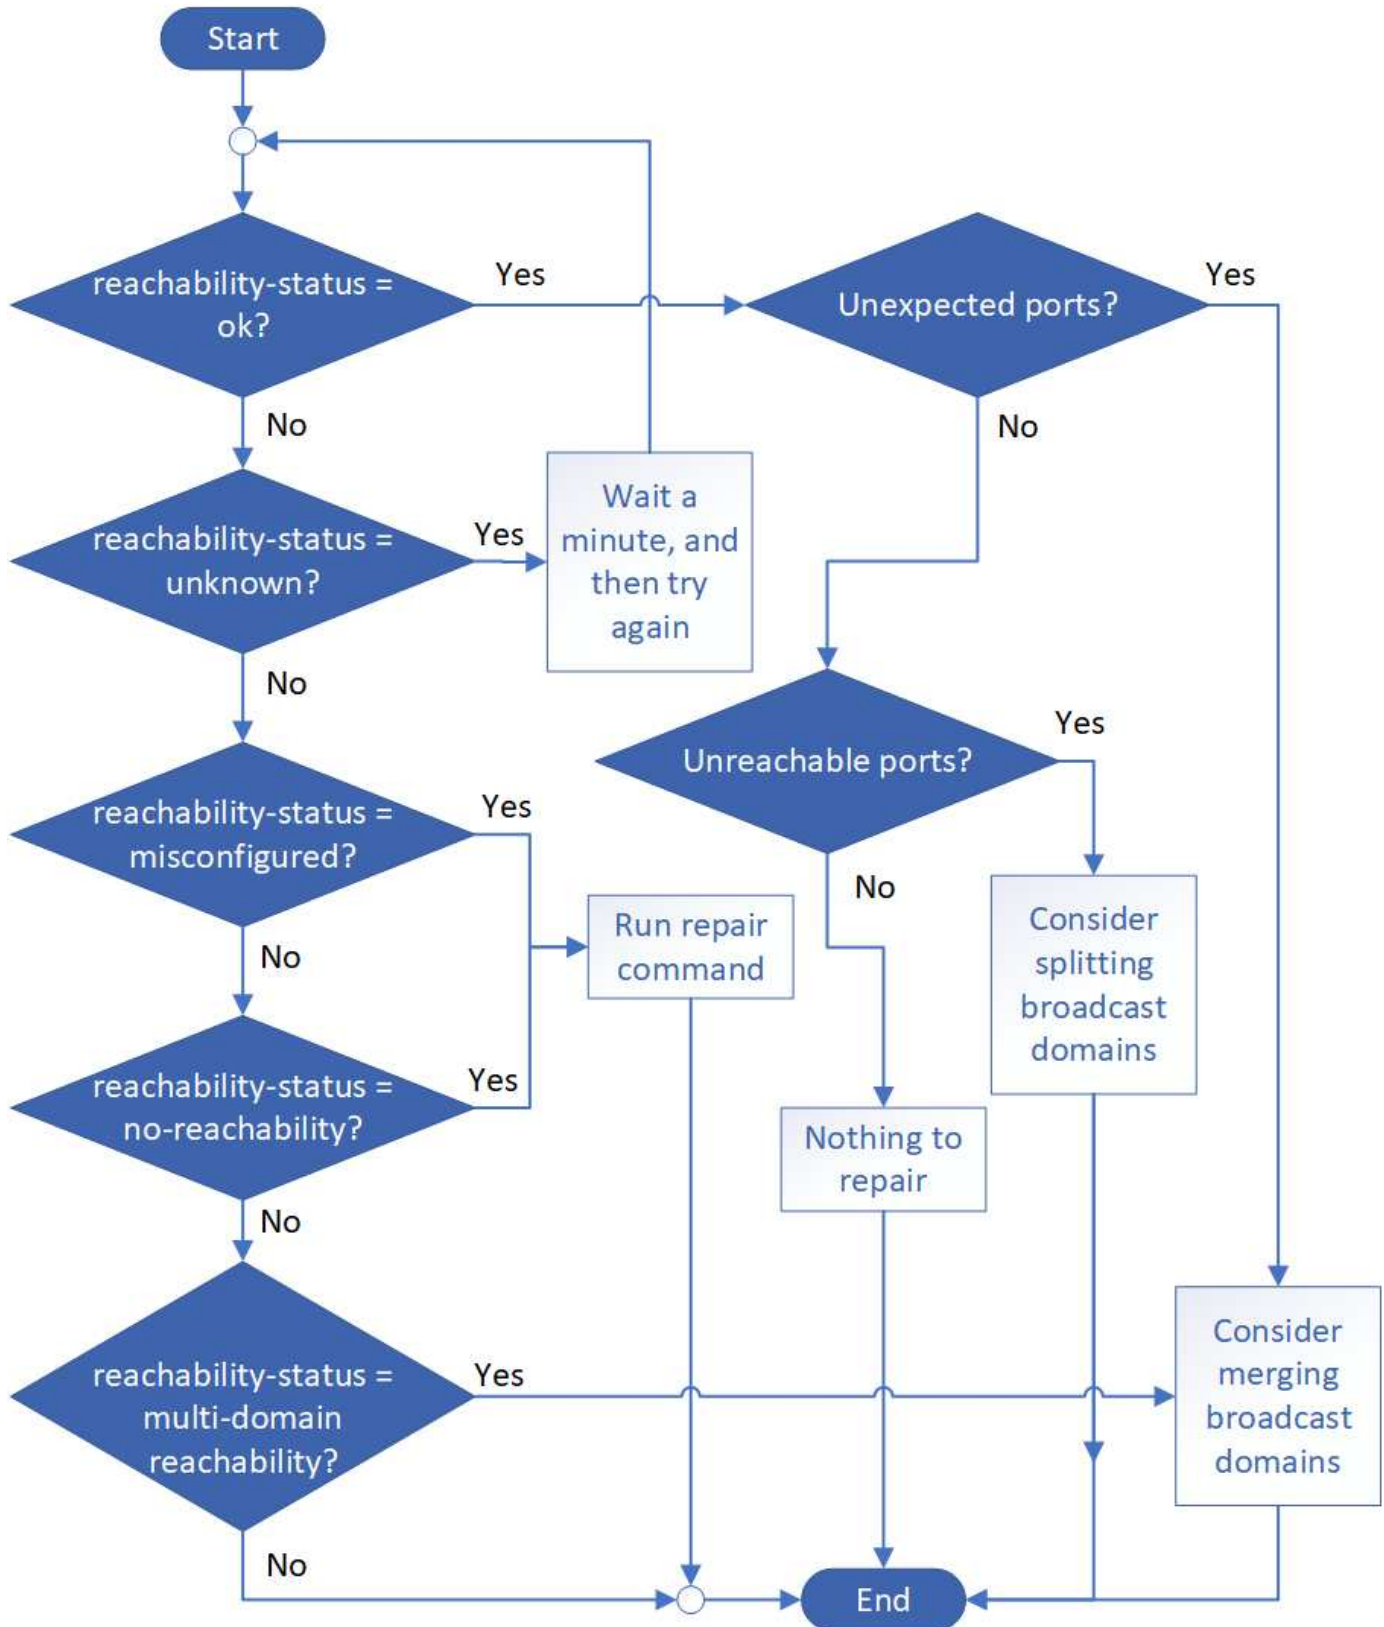 Start
reachability-status =
ok?
Yes
Unexpected ports?
Yes
No
No
reachability-status =
unknown?
Yes
Wait a
minute, and
then try
again
No
Unreachable ports?
Yes
reachability-status =
misconfigured?
Yes
No
Run repair
command
Consider
splitting
broadcast
domains
No
reachability-status =
no-reachability?
Yes
Nothing to
repair
No
reachability-status =
multi-domain
reachability?
Yes
Consider
merging
broadcast
domains
No
End